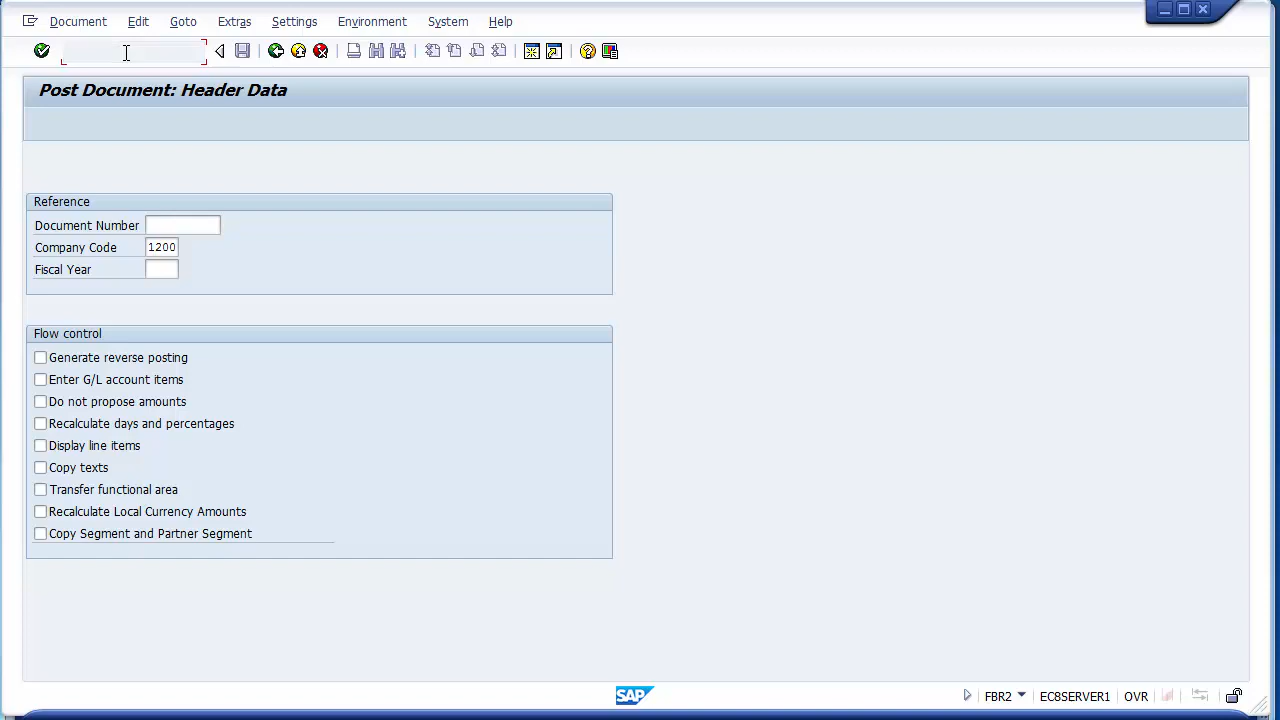 Document Edit Goto Extras Settings Environment System Help
Post Document: Header Data
Reference
Document Number
Company Code 1200
Fiscal Year
Flow control
Generate reverse posting
Enter G/L account items
Do not propose amounts
Recalculate days and percentages
Display line items
Copy texts
Transfer functional area
Recalculate Local Currency Amounts
Copy Segment and Partner Segment
SAP FBR2 ECSSERVER1 OVR